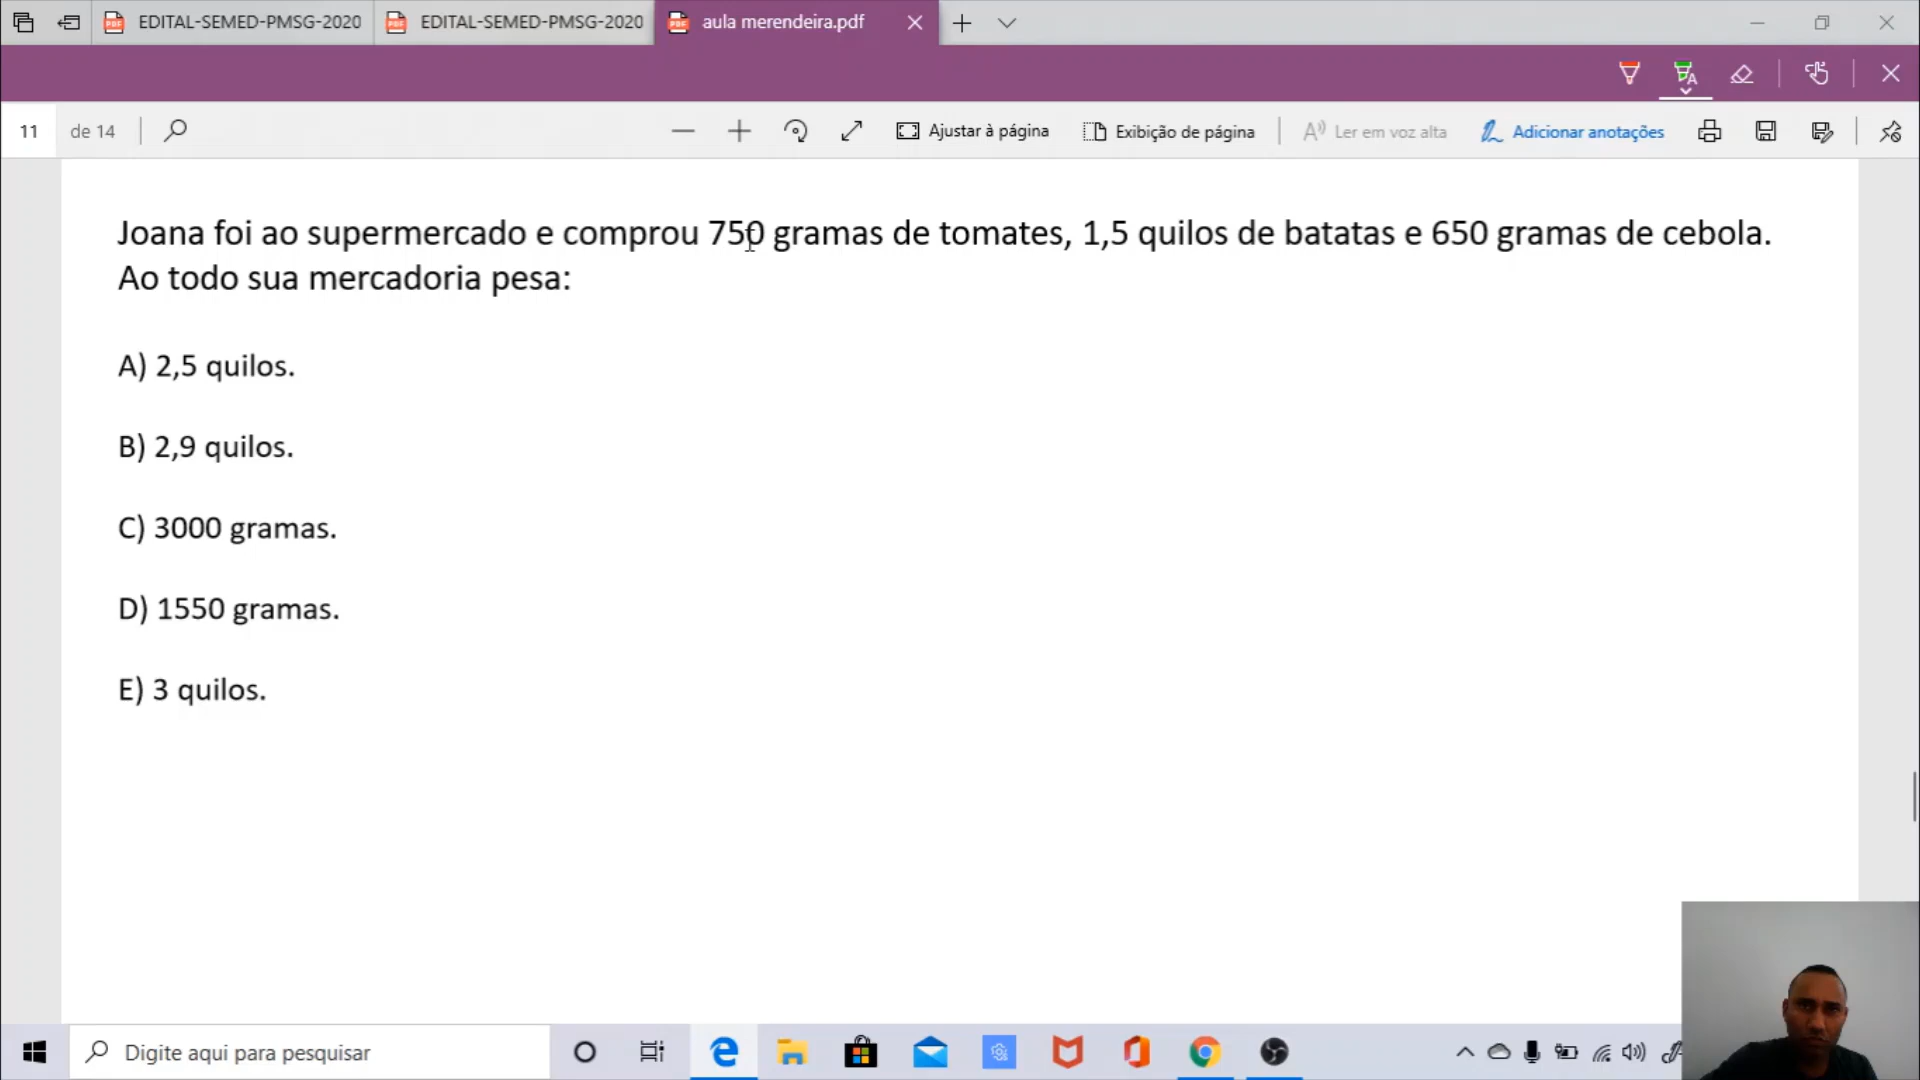 EDITAL-SEMED-PMSG-2020
EDITAL-SEMED-PMSG-2020
aula merendeira.pdf
11 de 14
Ajustar à página
Exibição de página
Ler em voz alta
Adicionar anotações
Joana foi ao supermercado e comprou 750 gramas de tomates, 1,5 quilos de batatas e 650 gramas de cebola.
Ao todo sua mercadoria pesa:
A) 2,5 quilos.
B) 2,9 quilos.
C) 3000 gramas.
D) 1550 gramas.
E) 3 quilos.
Digite aqui para pesquisar